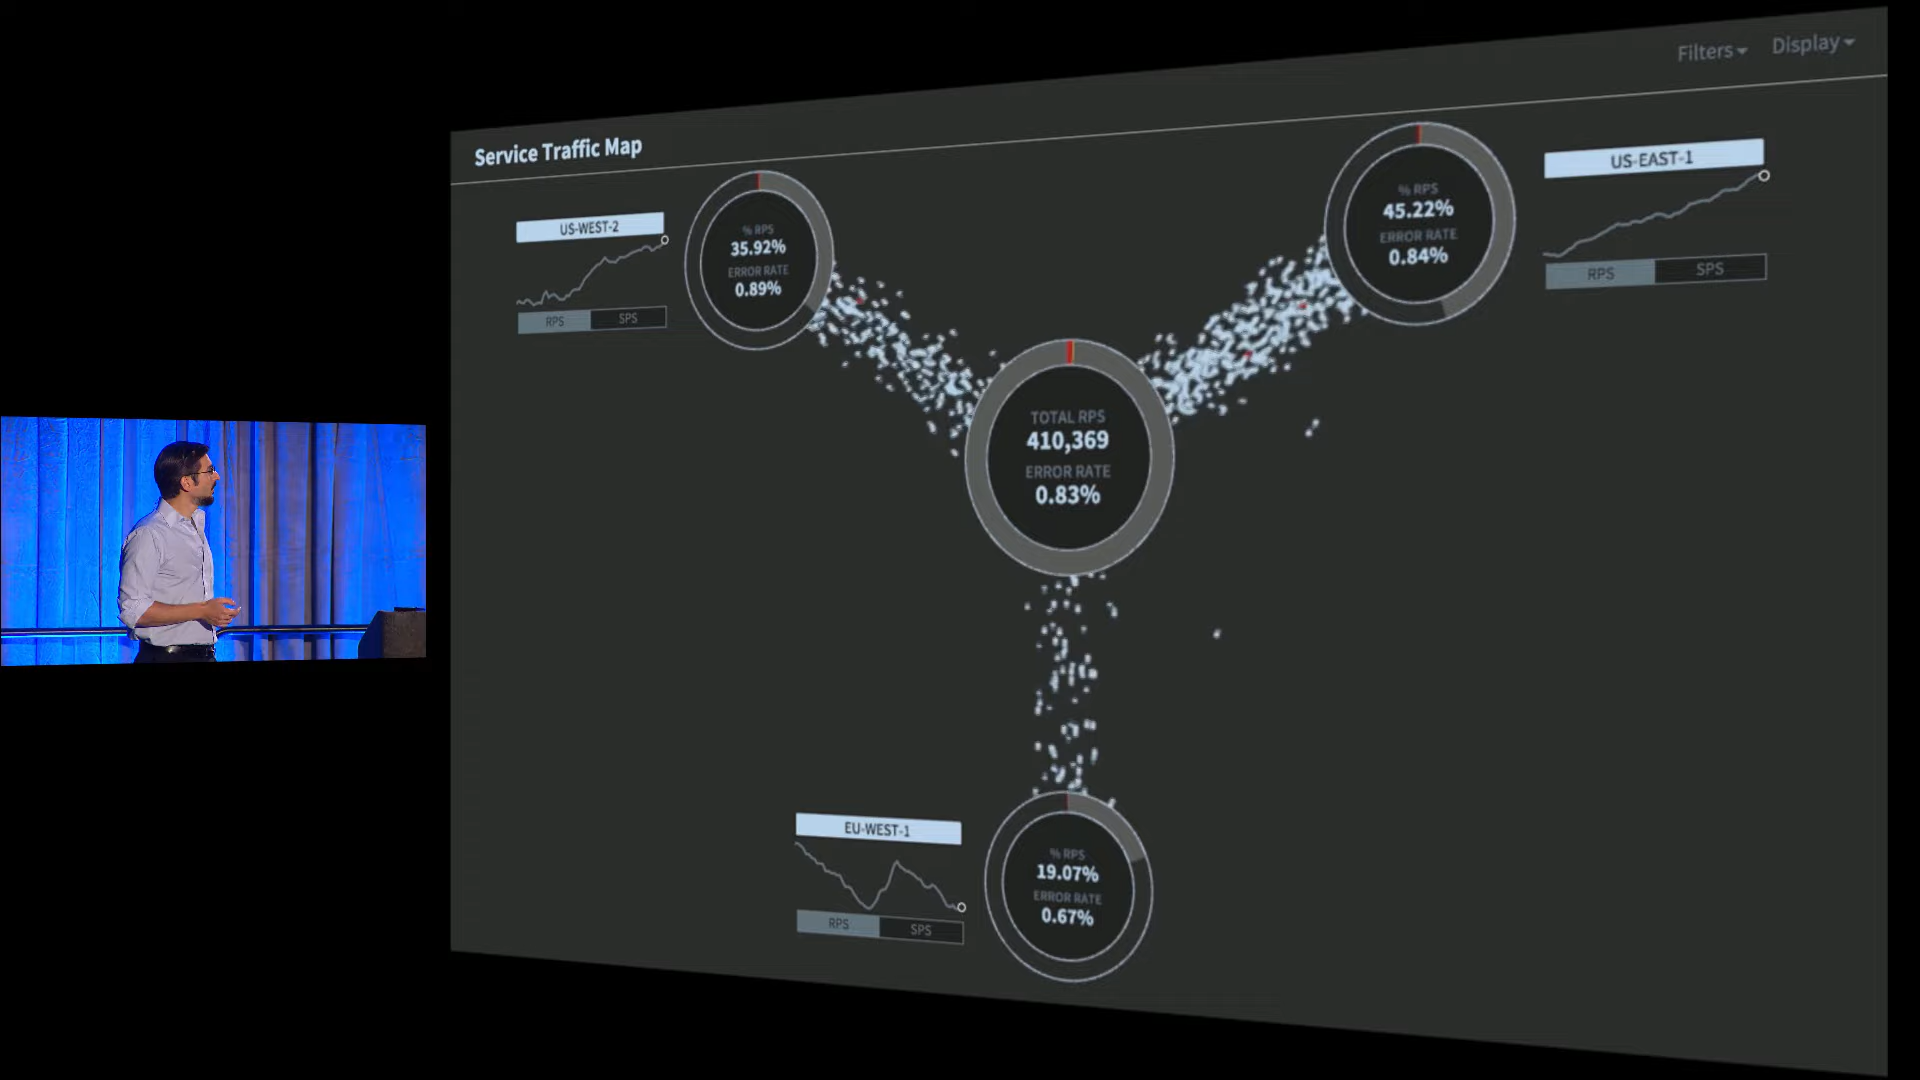 Filters
Display
Service Traffic Map
US-WEST-2
RPS
SPS
% RPS
35.92%
ERROR RATE
0.89%
% RPS
45.22%
ERROR RATE
0.84%
US-EAST-1
RPS
SPS
TOTAL RPS
410,369
ERROR RATE
0.83%
EU-WEST-1
RPS
SPS
% RPS
19.07%
ERROR RATE
0.67%